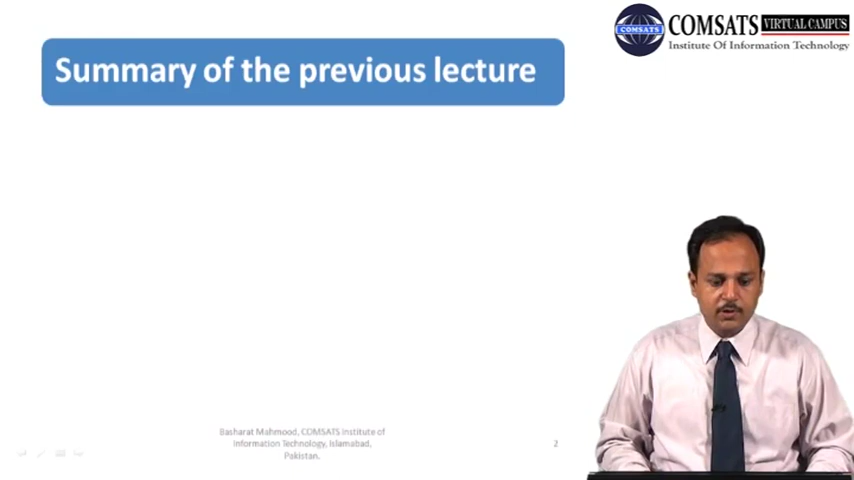 COMSATS VIRTUAL CAMPUS
COMSATS
Institute Of Information Technology
Summary of the previous lecture
Basharat Mahmood, COMSATS Institute of
Information Technology, Islamabad,
Pakistan.
2